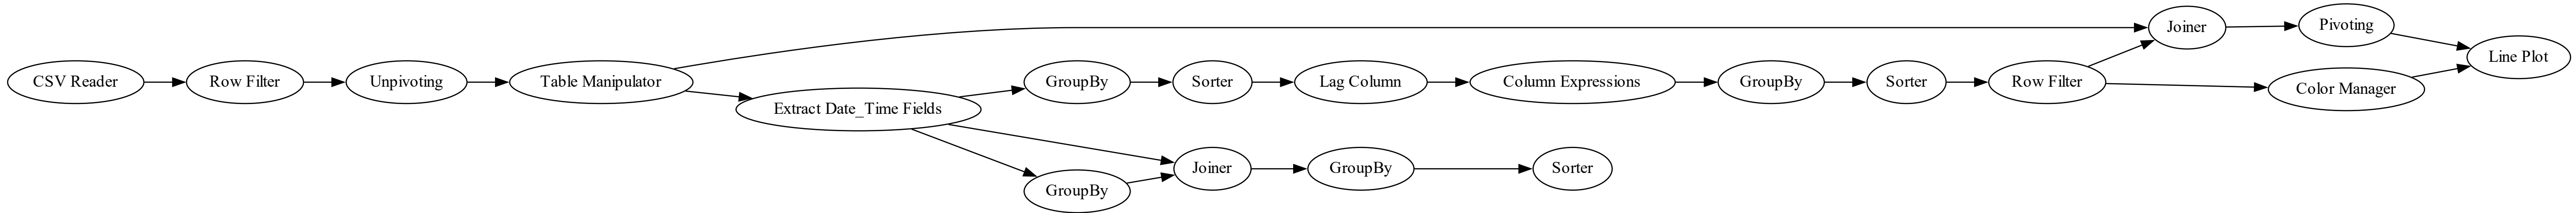 CSV Reader
Row Filter
Unpivoting
Table Manipulator
Extract Date_Time Fields
GroupBy
Sorter
Lag Column
Column Expressions
GroupBy
Sorter
Row Filter
Joiner
Pivoting
Color Manager
Line Plot
GroupBy
Joiner
GroupBy
Sorter